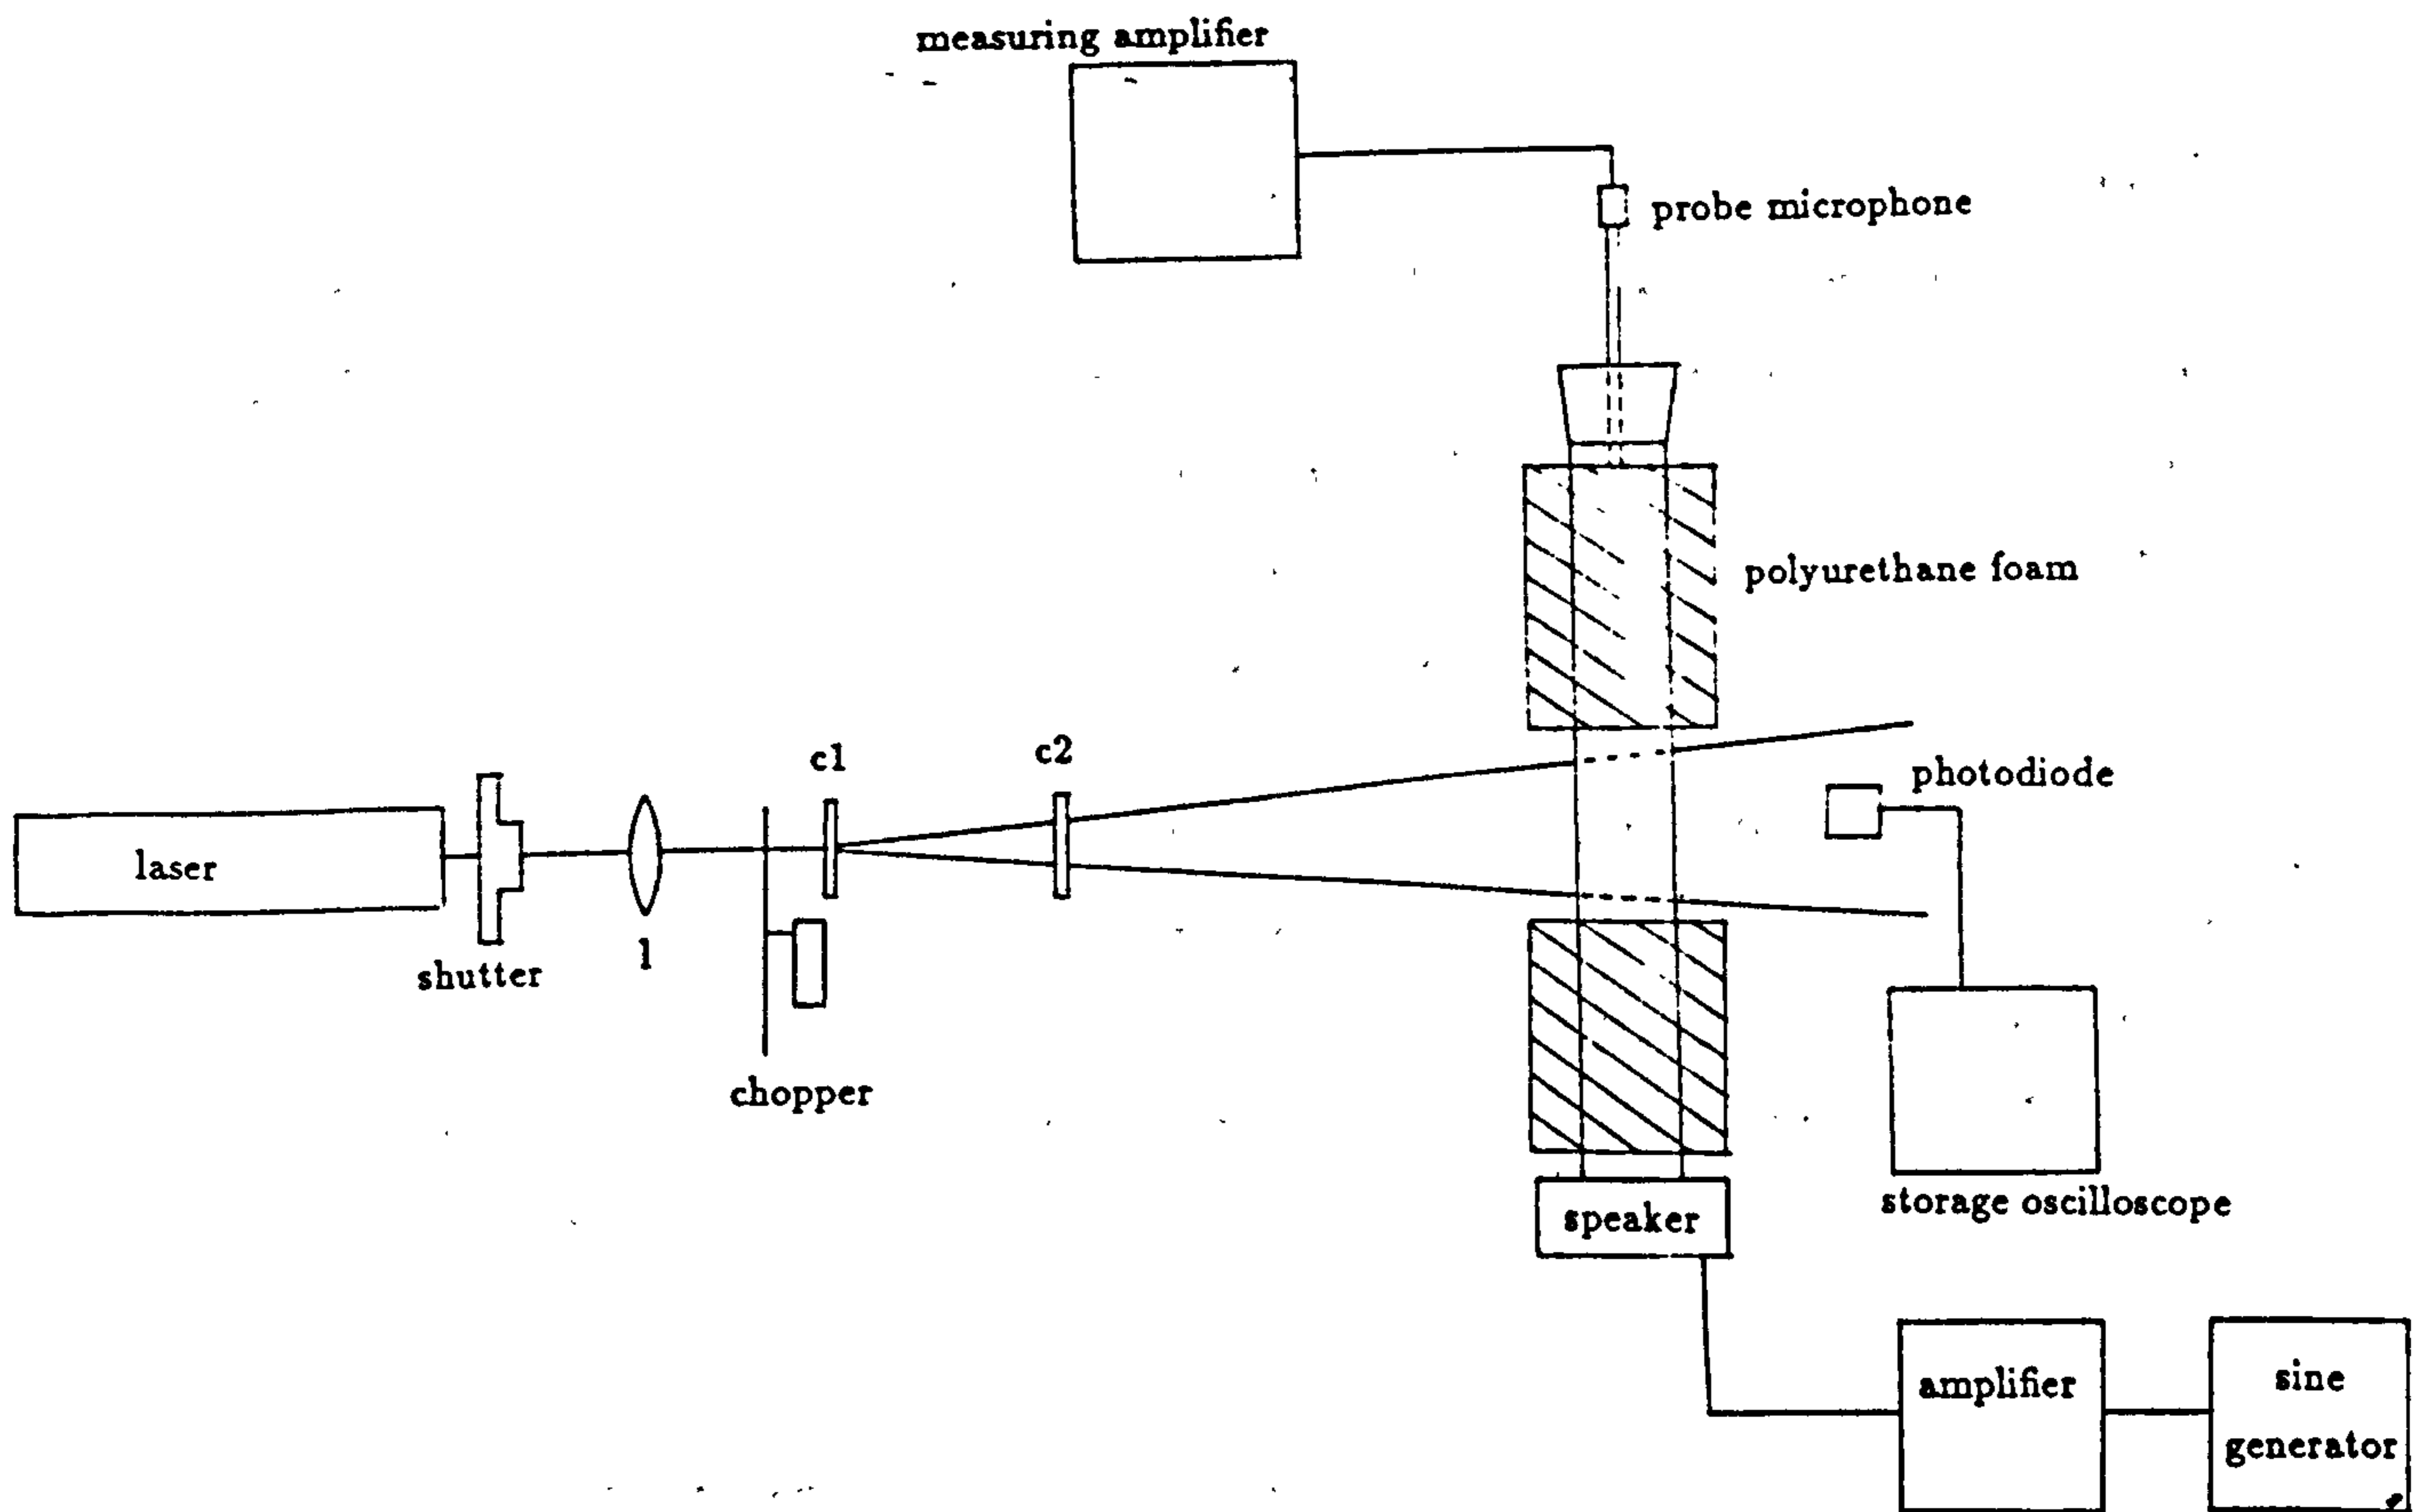 measuring amplifier
probe microphone
polyurethane foam
c1
c2
photodiode
laser
shutter
l
chopper
storage oscilloscope
speaker
amplifier
sine
generator